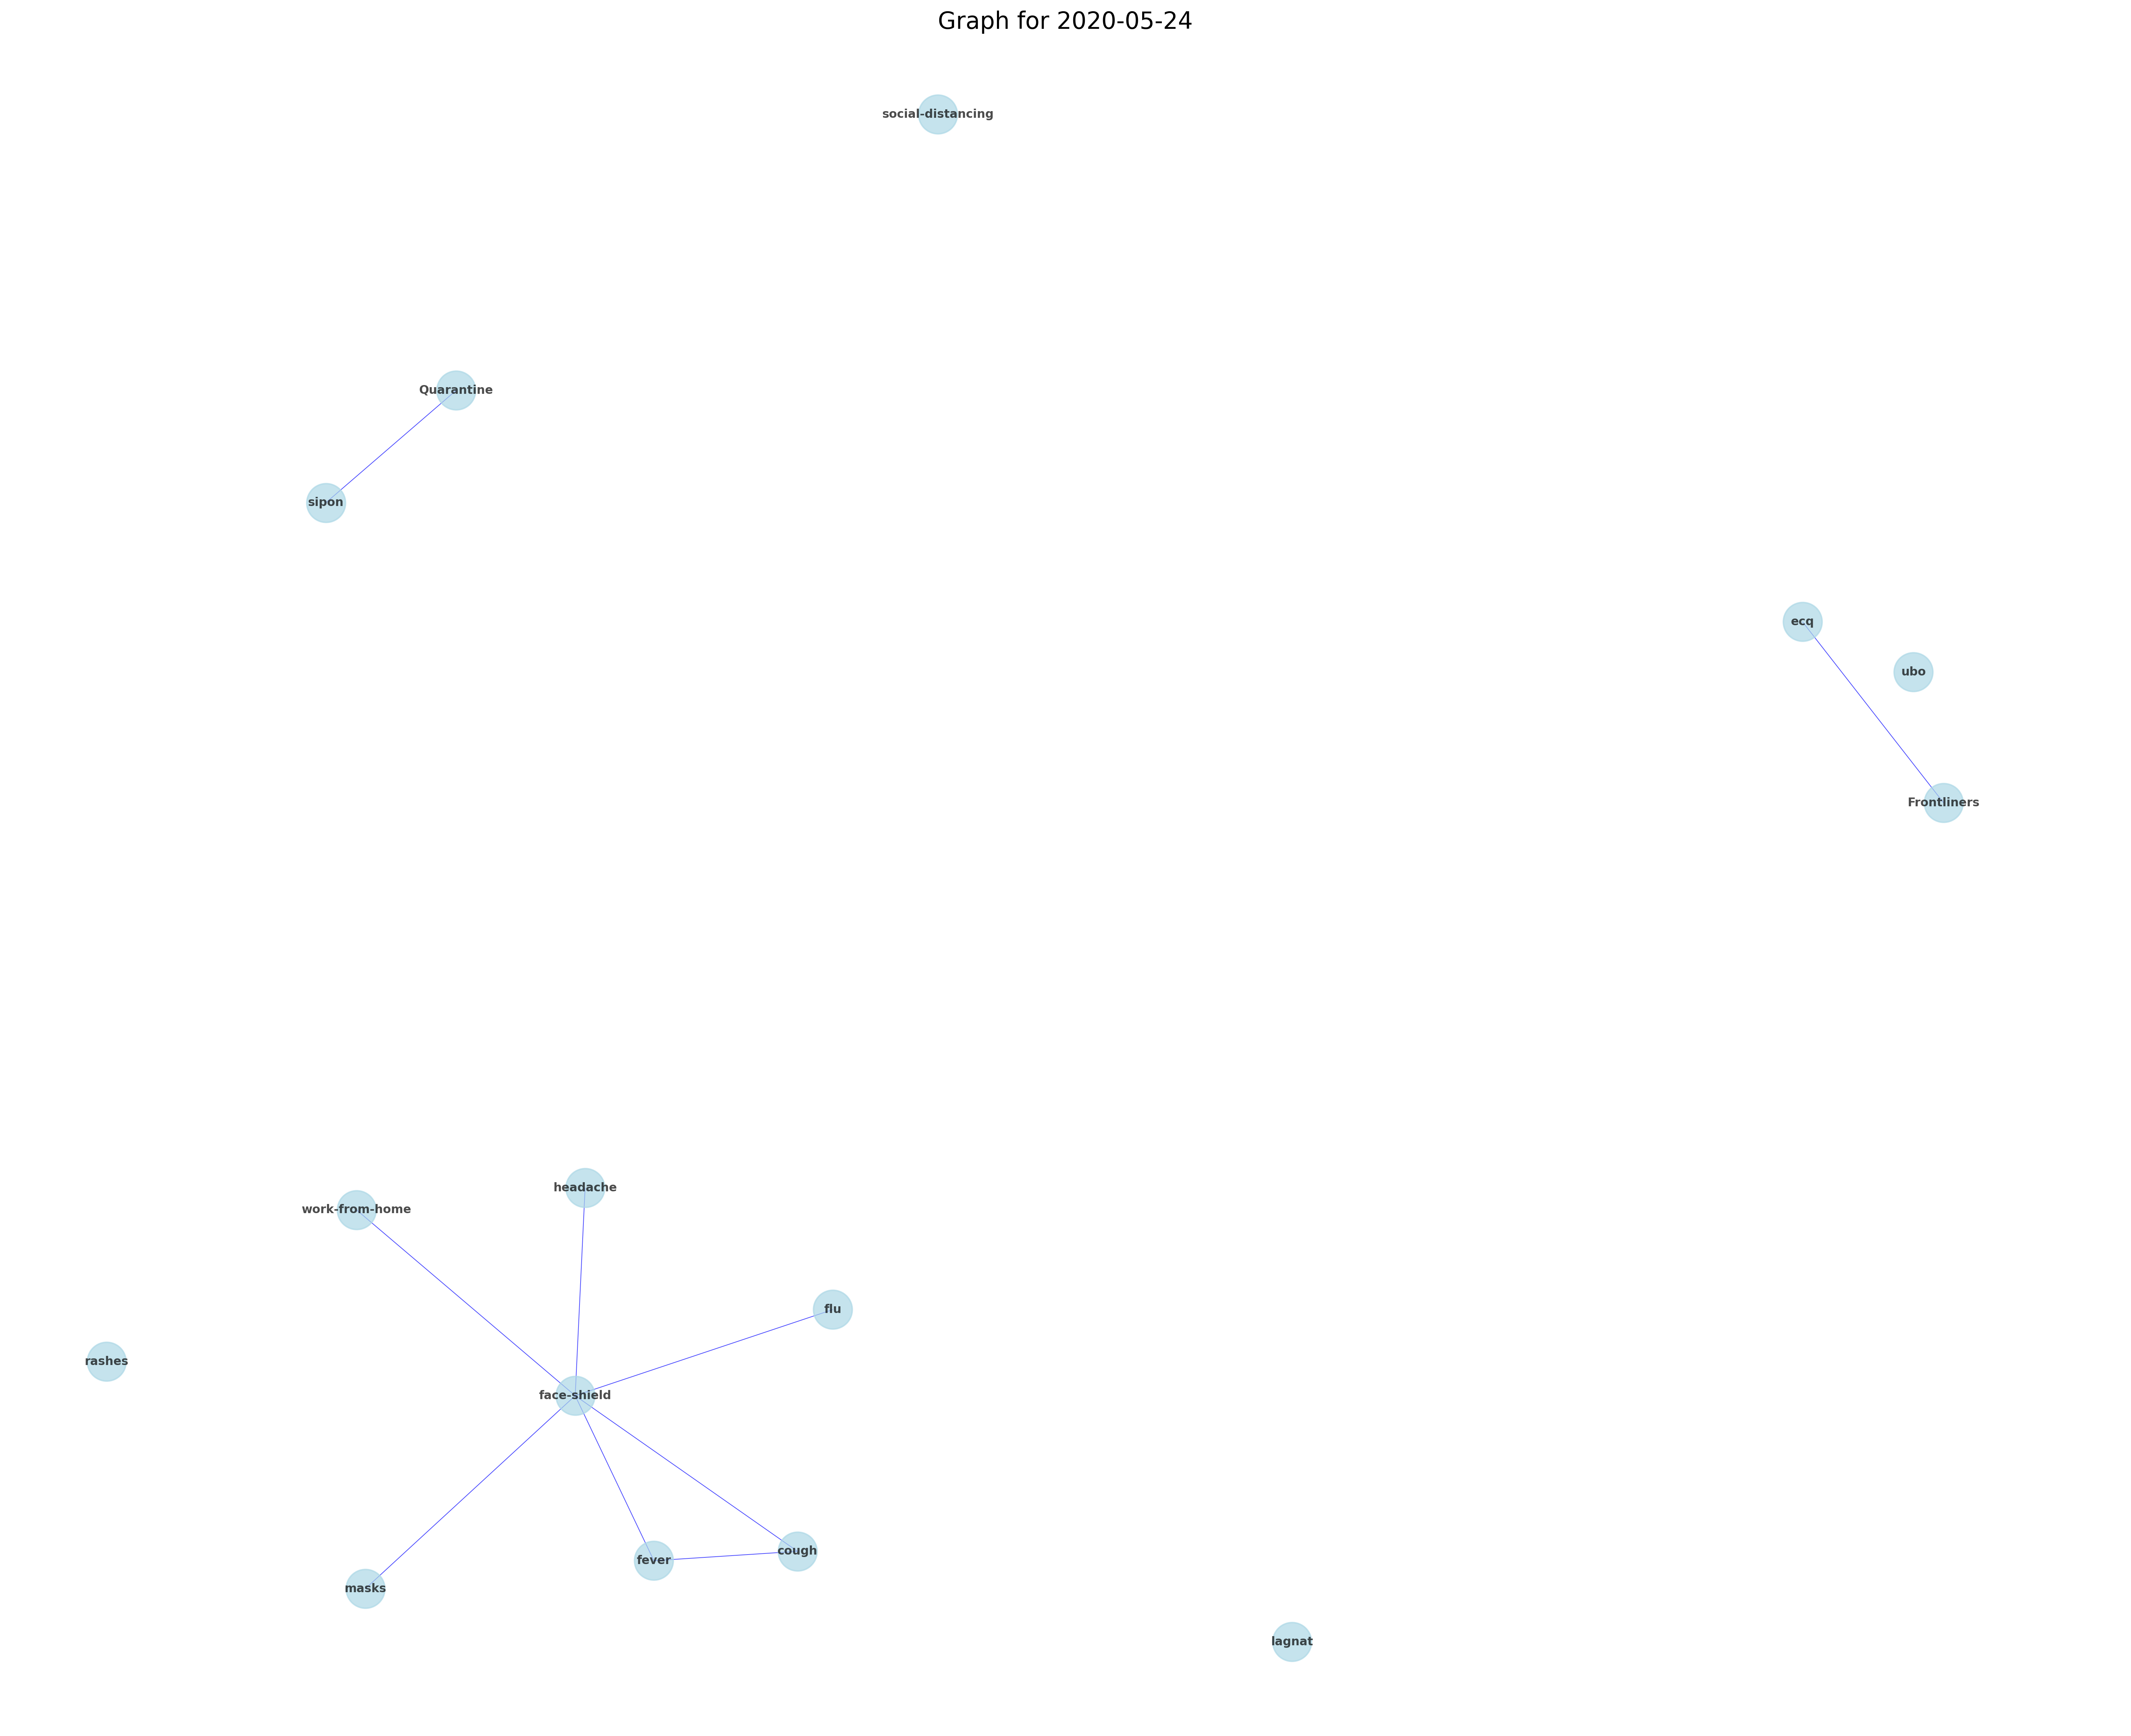 Graph for 2020-05-24
social-distancing
Quarantine
sipon
ecq
ubo
Frontliners
headache
work-from-home
flu
rashes
face-shield
cough
fever
masks
lagnat